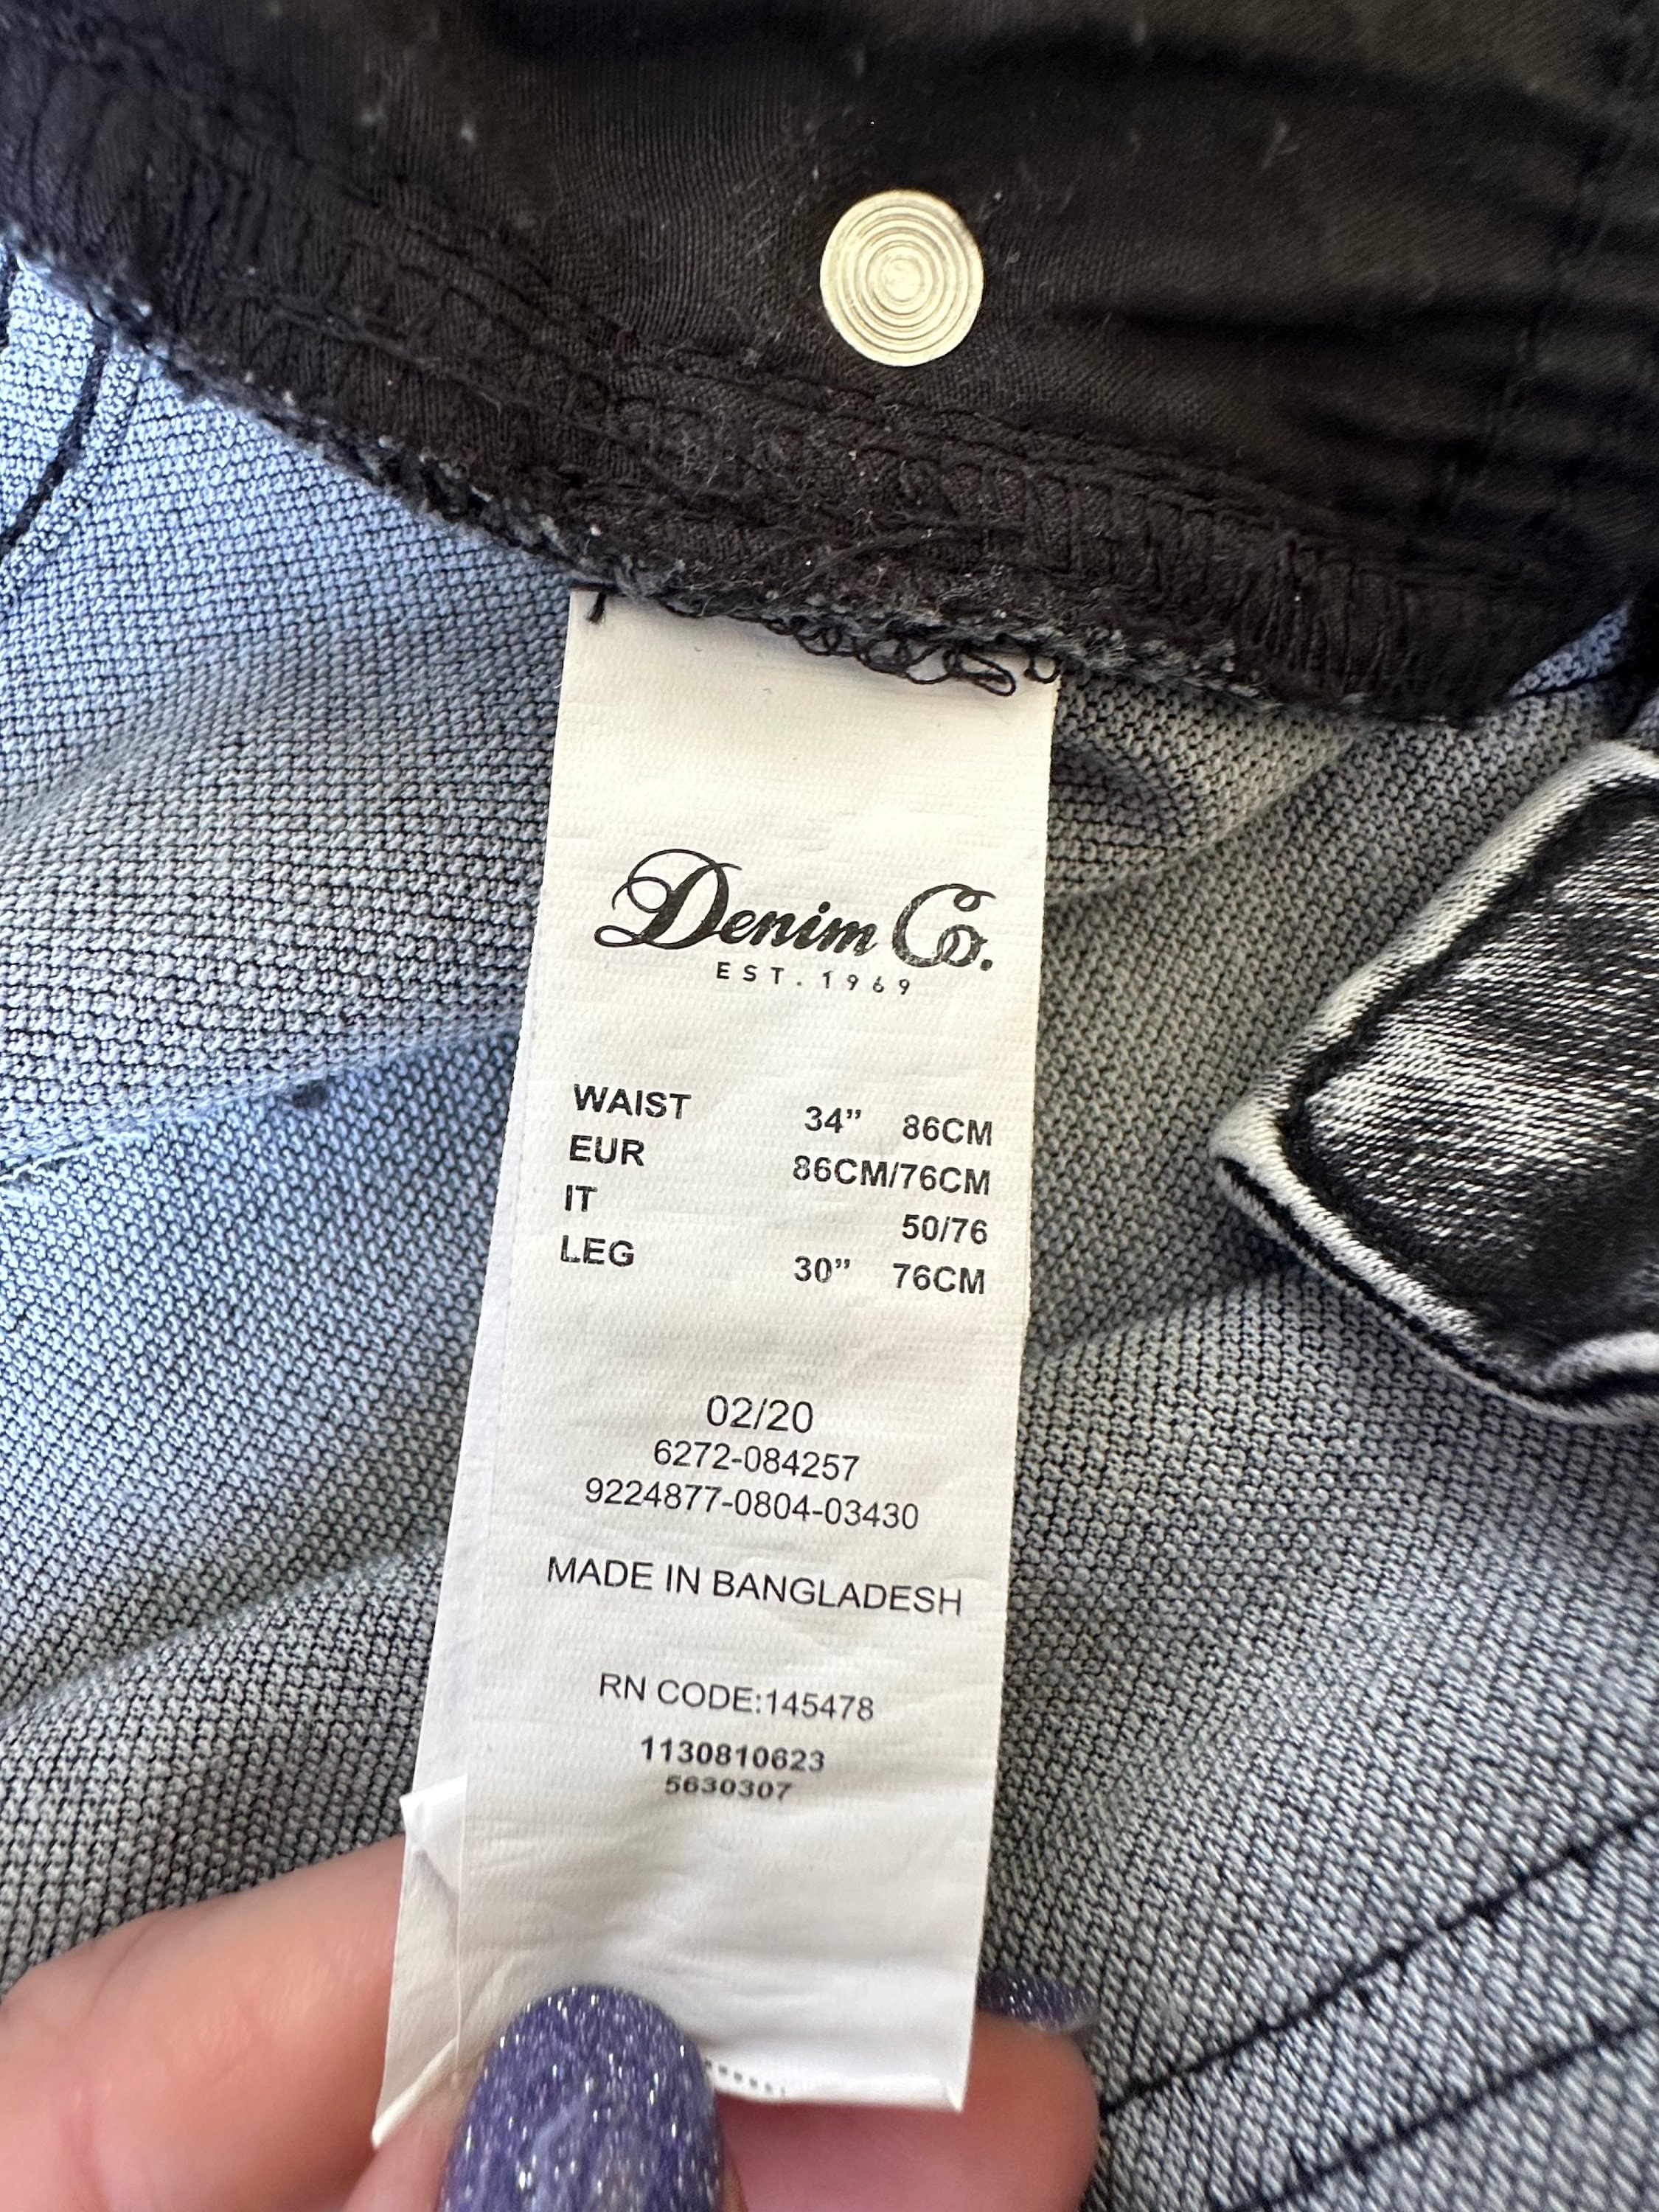 Denim Co.
EST. 1969
WAIST 34” 86CM
EUR 86CM/76CM
IT 50/76
LEG 30” 76CM
02/20
6272-084257
9224877-0804-03430
MADE IN BANGLADESH
RN CODE:145478
1130810623
5630307